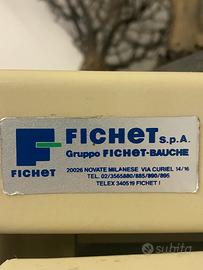 FICHET S.p.A.
Gruppo FICHET-BAUCHE
FICHET
20026 NOVATE MILANESE VIA CURIEL 14/16
TEL. 02/3565880/885/890/895
TELEX 340519 FICHET I
subito